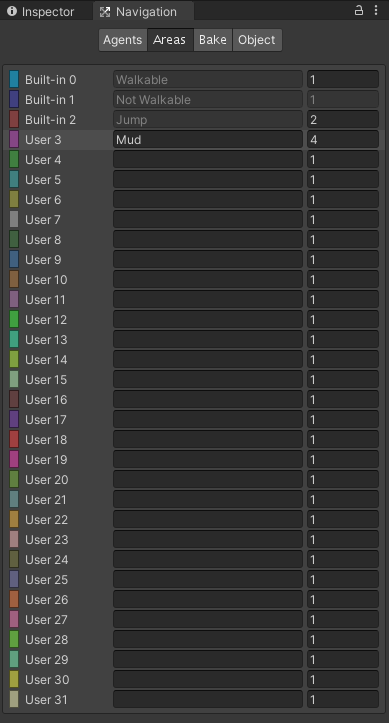 Inspector Navigation
Agents Areas Bake Object
Built-in 0 Walkable 1
Built-in 1 Not Walkable 1
Built-in 2 Jump 2
User 3 Mud 4
User 4 1
User 5 1
User 6 1
User 7 1
User 8 1
User 9 1
User 10 1
User 11 1
User 12 1
User 13 1
User 14 1
User 15 1
User 16 1
User 17 1
User 18 1
User 19 1
User 20 1
User 21 1
User 22 1
User 23 1
User 24 1
User 25 1
User 26 1
User 27 1
User 28 1
User 29 1
User 30 1
User 31 1